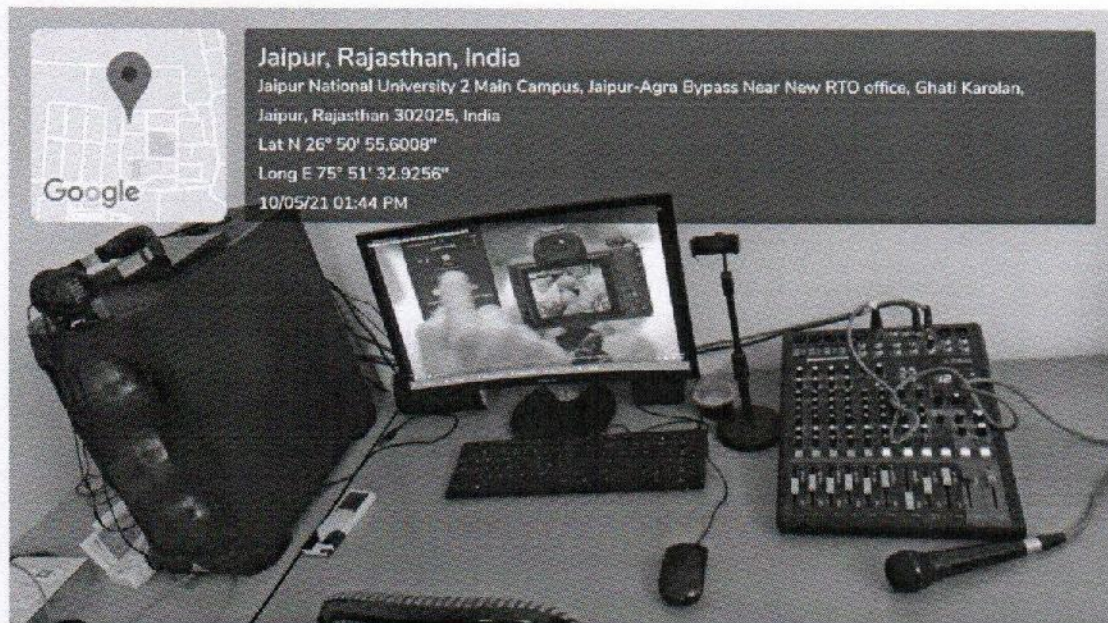 Jaipur, Rajasthan, India
Jaipur National University 2 Main Campus, Jaipur-Agra Bypass Near New RTO office, Ghati Karolan,
Jaipur, Rajasthan 302025, India
Lat N 26° 50' 55.6008"
Long E 75° 51' 32.9256"
10/05/21 01:44 PM
Google